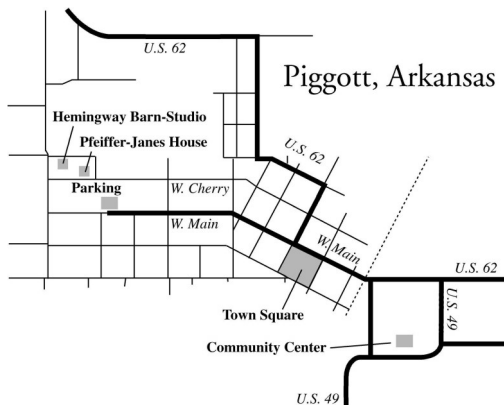 U.S. 62
Piggott, Arkansas
Hemingway Barn-Studio
Pfeiffer-Janes House
U.S. 62
Parking
W. Cherry
W. Main
W. Main
U.S. 62
U.S. 49
Town Square
Community Center
U.S. 49